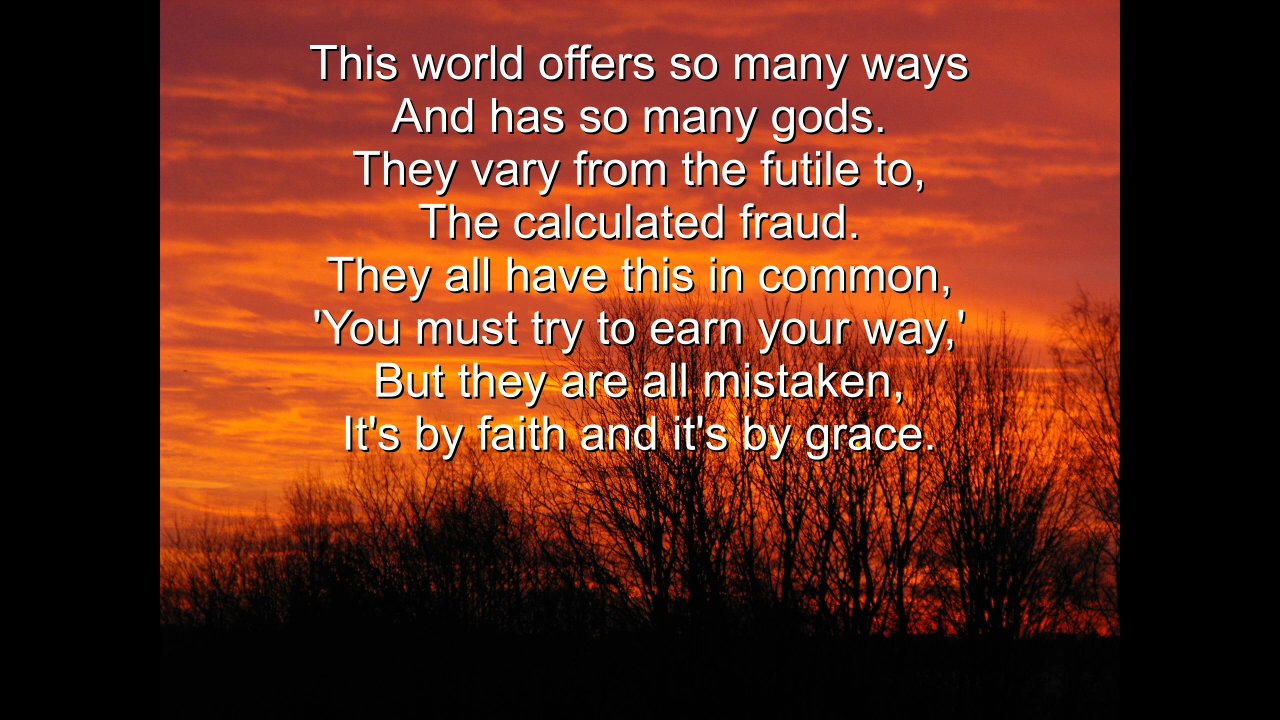 This world offers so many ways
And has so many gods.
They vary from the futile to,
The calculated fraud.
They all have this in common,
'You must try to earn your way,'
But they are all mistaken,
It's by faith and it's by grace.